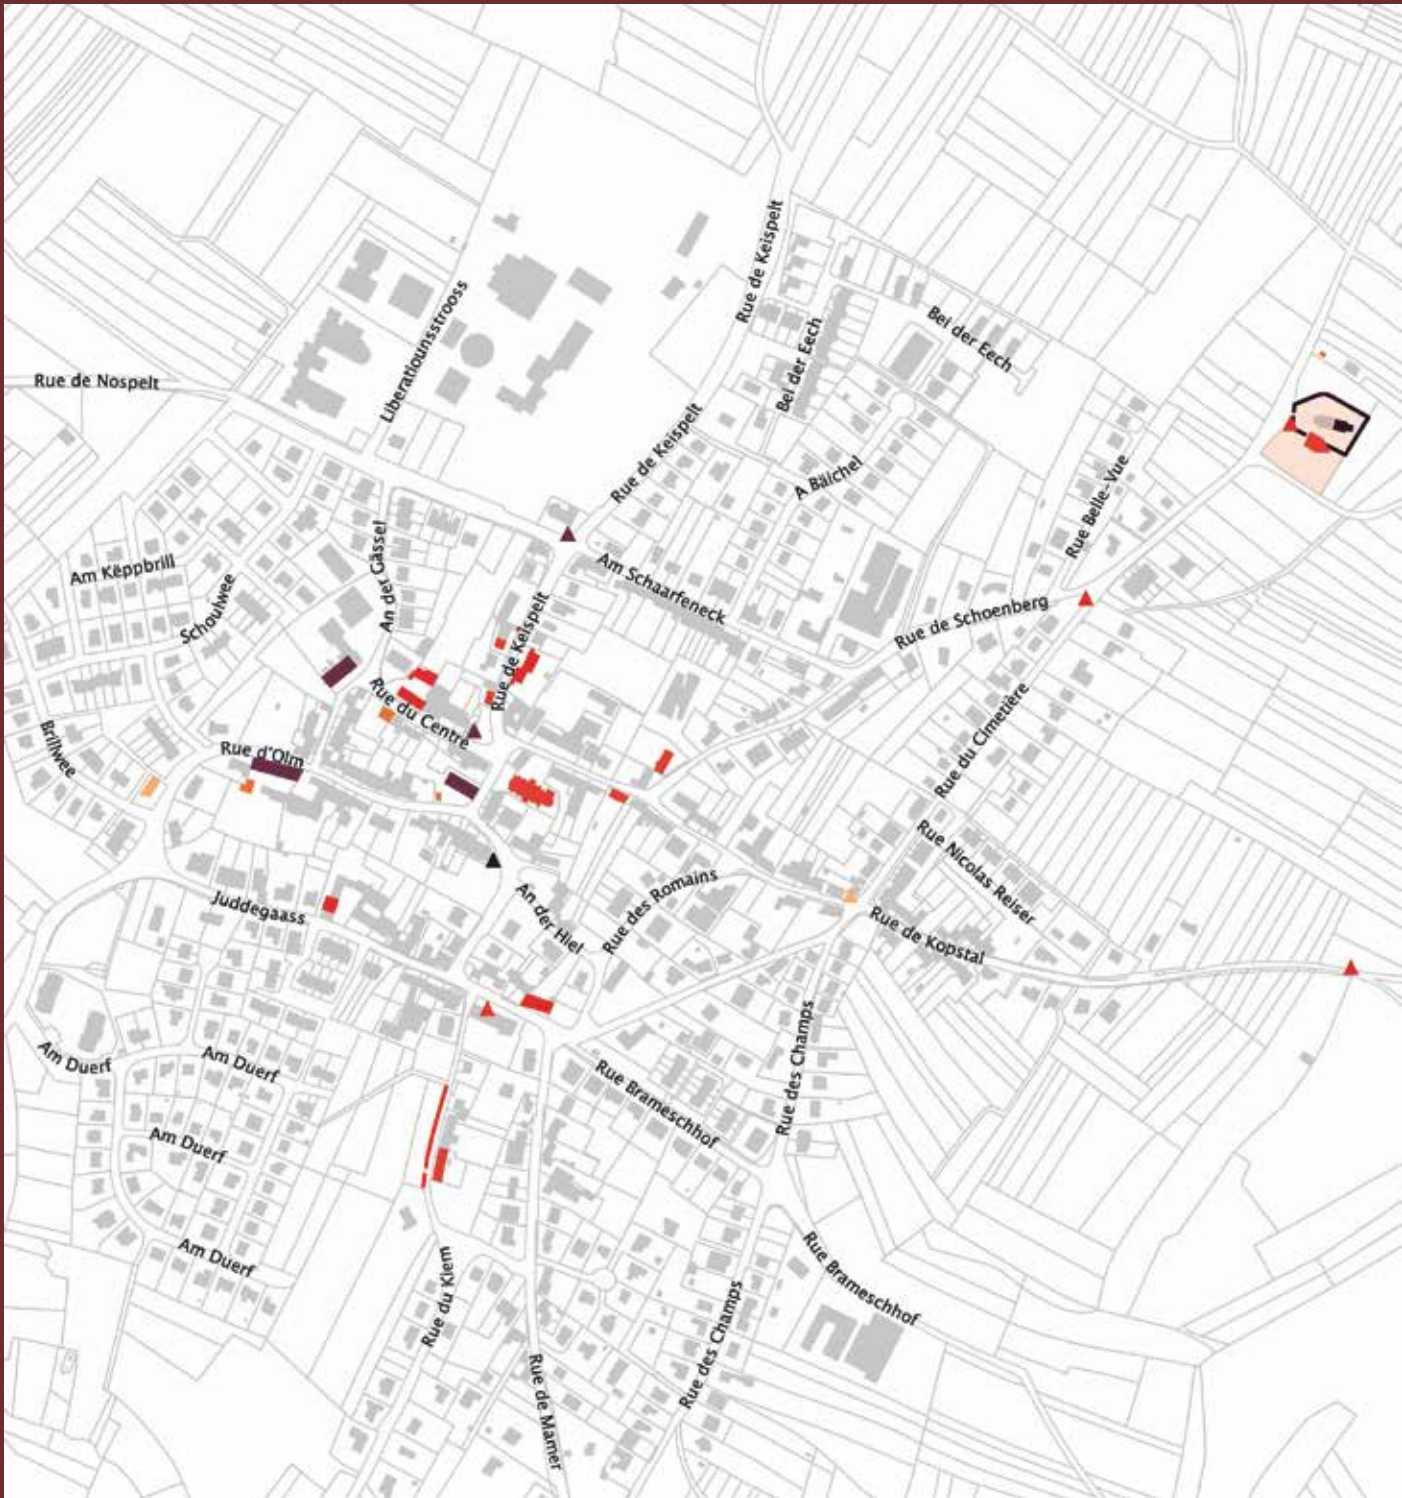 Rue de Keispelt
Liberatiounsstrooss
Bei der Eech
Bei der Eech
Rue de Nospelt
Rue de Keispelt
A Bäichel
Rue Belle-Vue
Am Këppbrill
Schoulwee
An der Gässel
Am Schaarfeneck
Rue de Schoenberg
Rue de Keispelt
Rue du Centre
Rue du Cimetière
Brillwee
Rue d'Olm
Rue Nicolas Reiser
Juddegaass
An der Hiel
Rue des Romains
Rue de Kopstal
Am Duerf
Am Duerf
Rue Brameschhof
Rue des Champs
Am Duerf
Am Duerf
Rue du Kiem
Rue Brameschhof
Rue des Champs
Rue de Mamer